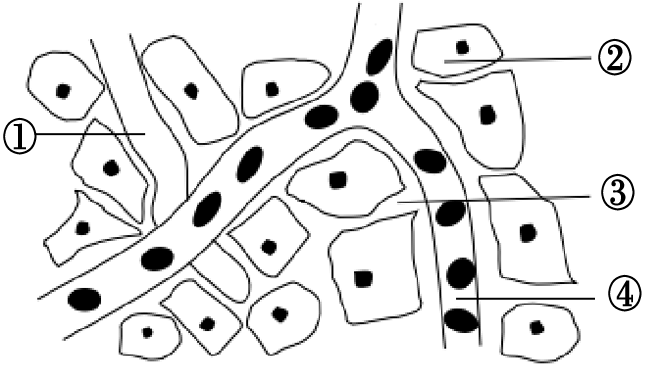 ②
①
③
④